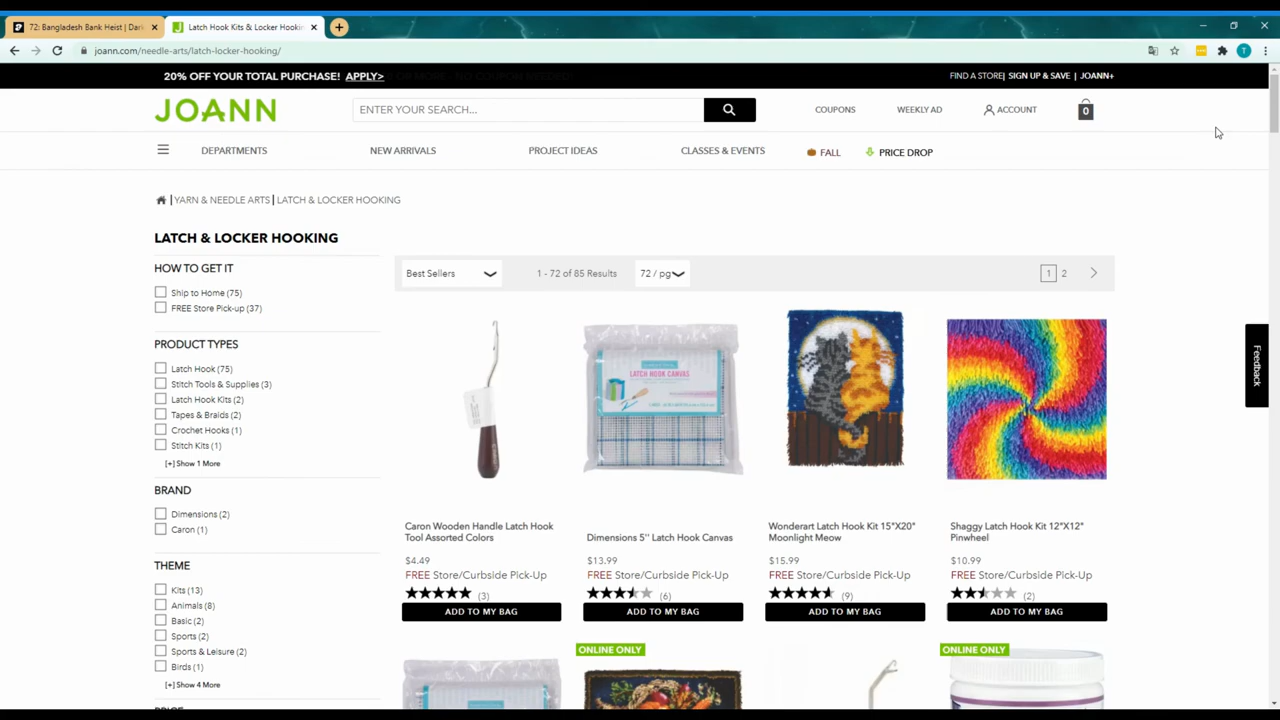 72: Bangladesh Bank Heist | Dark
Latch Hook Kits & Locker Hookin
joann.com/needle-arts/latch-locker-hooking/
T
20% OFF YOUR TOTAL PURCHASE! APPLY>
FIND A STORE| SIGN UP & SAVE | JOANN+
JOANN
ENTER YOUR SEARCH...
COUPONS
WEEKLY AD
ACCOUNT
0
DEPARTMENTS
NEW ARRIVALS
PROJECT IDEAS
CLASSES & EVENTS
FALL
PRICE DROP
YARN & NEEDLE ARTS | LATCH & LOCKER HOOKING
LATCH & LOCKER HOOKING
HOW TO GET IT
Ship to Home (75)
FREE Store Pick-up (37)
PRODUCT TYPES
Latch Hook (75)
Stitch Tools & Supplies (3)
Latch Hook Kits (2)
Tapes & Braids (2)
Crochet Hooks (1)
Stitch Kits (1)
[+] Show 1 More
BRAND
Dimensions (2)
Caron (1)
THEME
Kits (13)
Animals (8)
Basic (2)
Sports (2)
Sports & Leisure (2)
Birds (1)
[+] Show 4 More
Best Sellers
1 - 72 of 85 Results
72 / pg
1 2
LATCH HOOK CANVAS
Caron Wooden Handle Latch Hook
Tool Assorted Colors
$4.49
FREE Store/Curbside Pick-Up
(3)
ADD TO MY BAG
Dimensions 5'' Latch Hook Canvas
$13.99
FREE Store/Curbside Pick-Up
(6)
ADD TO MY BAG
Wonderart Latch Hook Kit 15"X20"
Moonlight Meow
$15.99
FREE Store/Curbside Pick-Up
(9)
ADD TO MY BAG
Shaggy Latch Hook Kit 12"X12"
Pinwheel
$10.99
FREE Store/Curbside Pick-Up
(2)
ADD TO MY BAG
ONLINE ONLY
ONLINE ONLY
Feedback